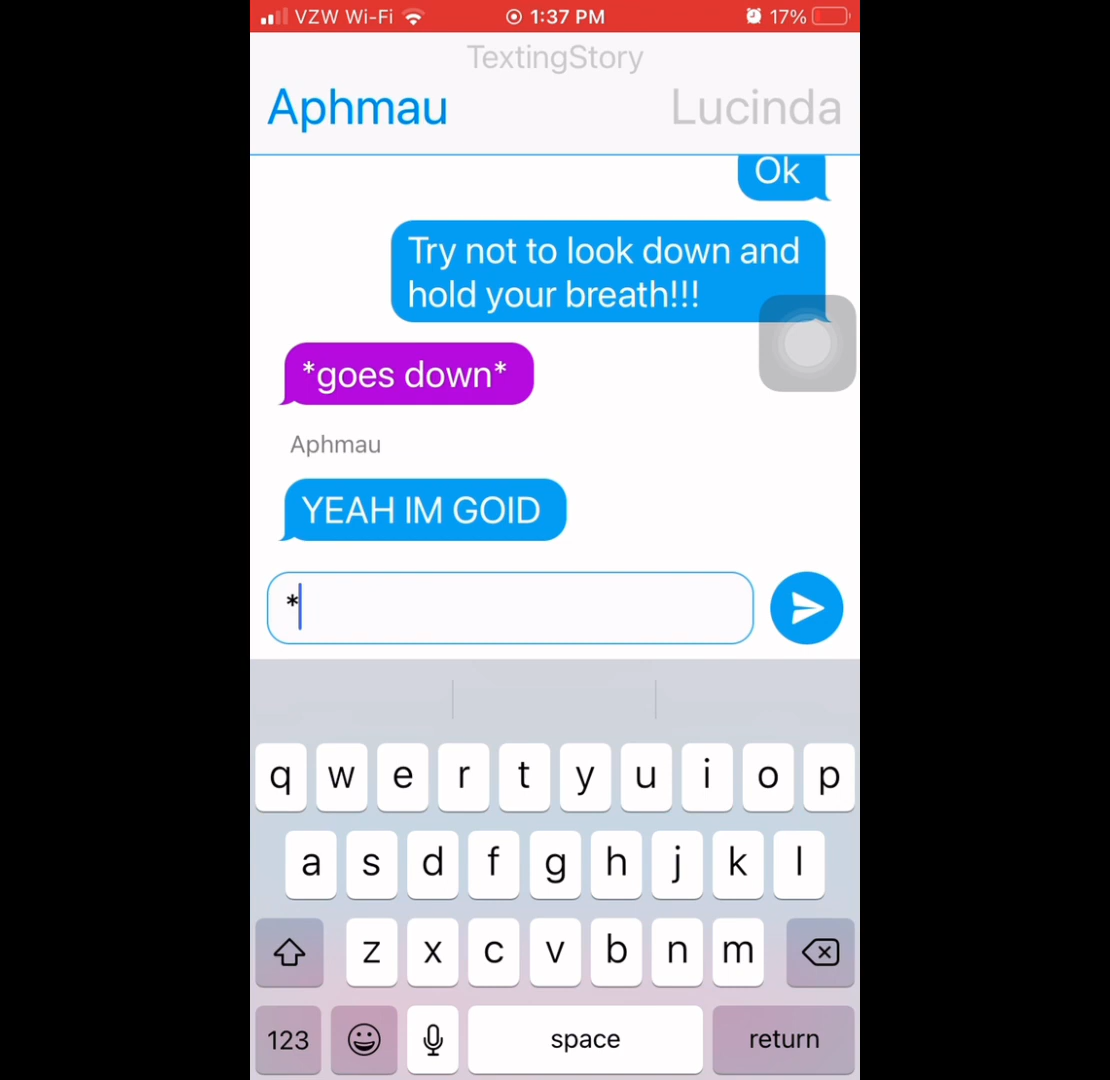 VZW Wi-Fi 1:37 PM 17%
TextingStory
Aphmau Lucinda
Ok
Try not to look down and
hold your breath!!!
*goes down*
Aphmau
YEAH IM GOID
*
q w e r t y u i o p
a s d f g h j k l
z x c v b n m
123 space return